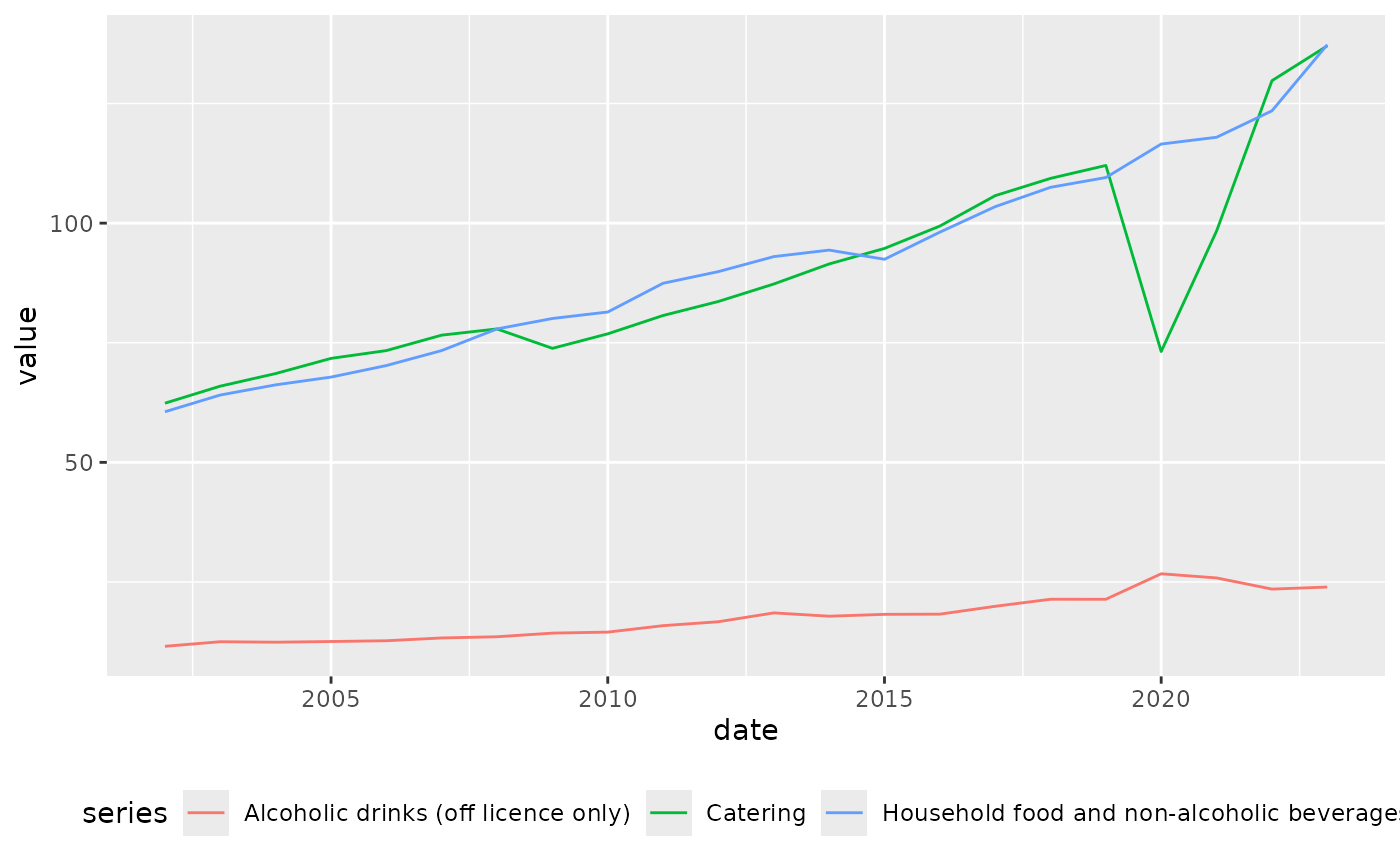 value
100
50
2005 2010 2015 2020
date
series Alcoholic drinks (off licence only) Catering Household food and non-alcoholic beverages